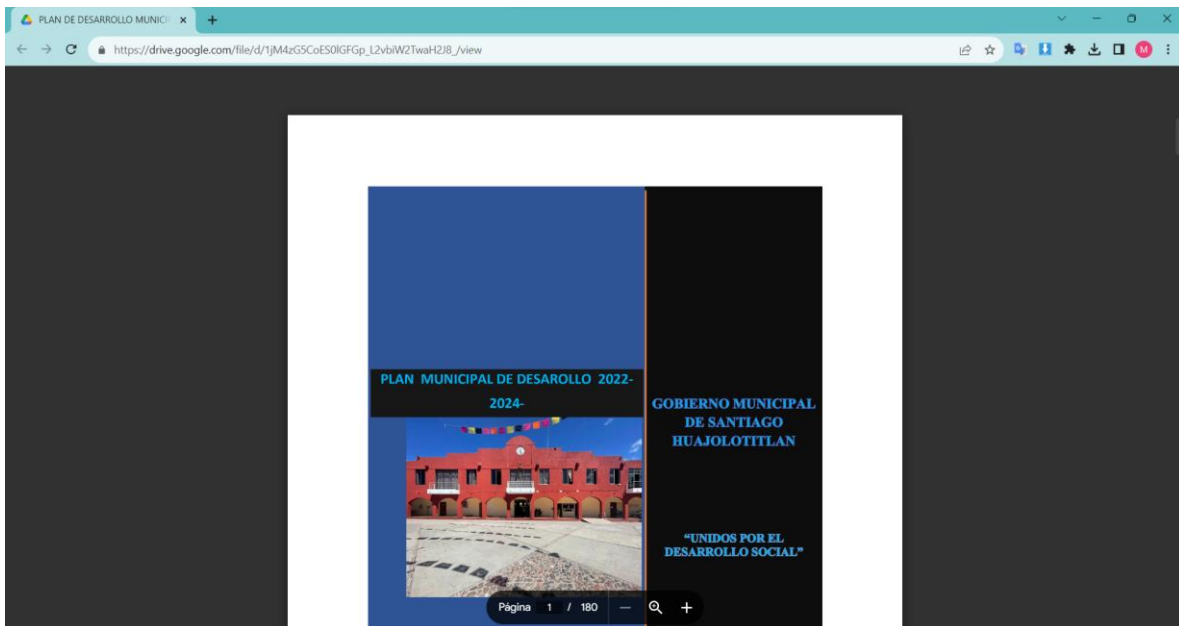 PLAN DE DESARROLLO MUNICI
https://drive.google.com/file/d/1jM4zG5CoES0lGFGp_L2vbiW2TwaH2J8_/view
M
PLAN MUNICIPAL DE DESAROLLO 2022-
2024-
GOBIERNO MUNICIPAL
DE SANTIAGO
HUAJOLOTITLAN
“UNIDOS POR EL
DESARROLLO SOCIAL”
Página 1 / 180